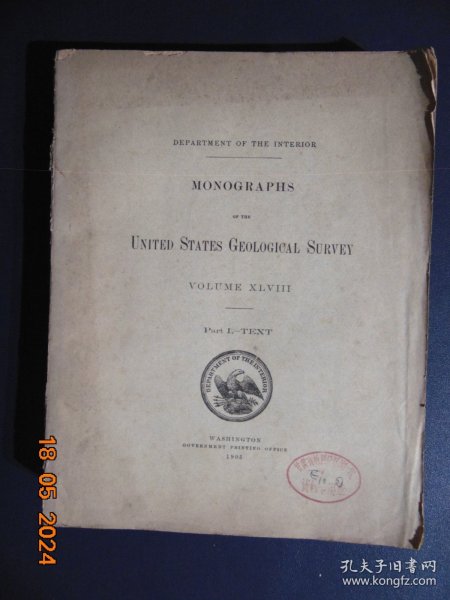 DEPARTMENT OF THE INTERIOR
MONOGRAPHS
OF THE
UNITED STATES GEOLOGICAL SURVEY
VOLUME XLVIII
Part I.—TEXT
DEPARTMENT OF THE INTERIOR
WASHINGTON
GOVERNMENT PRINTING OFFICE
1905
18 05 2024
孔夫子旧书网
www.kongfz.com